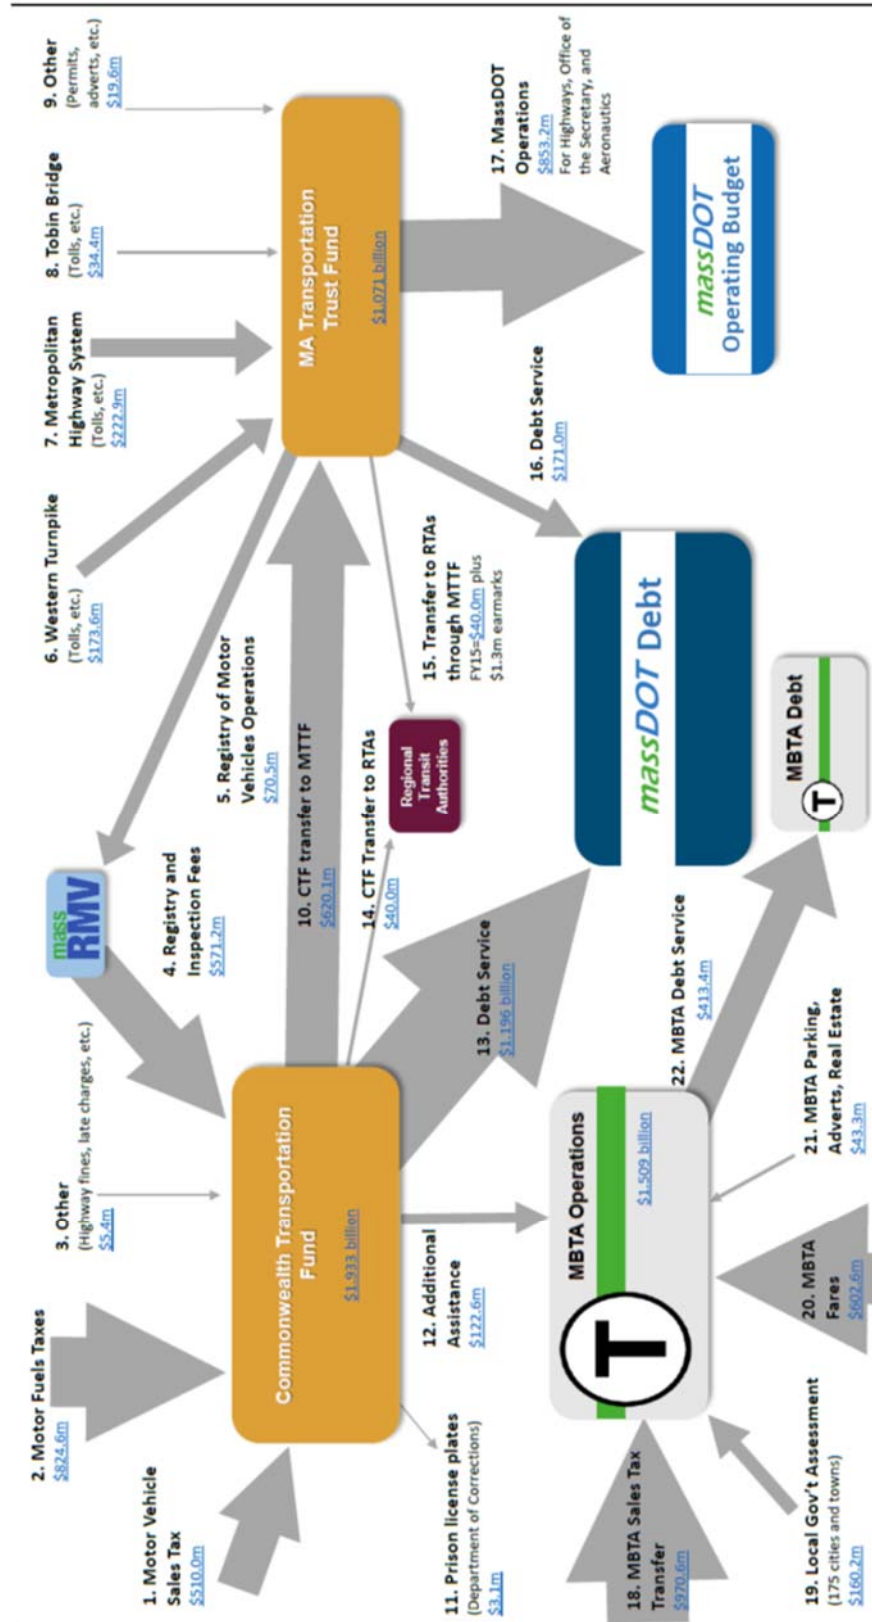 1. Motor Vehicle
Sales Tax
$510.0m
2. Motor Fuels Taxes
$824.6m
3. Other
(Highway fines, late charges, etc.)
$5.4m
mass
RMV
4. Registry and
Inspection Fees
$571.2m
5. Registry of Motor
Vehicles Operations
$70.5m
6. Western Turnpike
(Tolls, etc.)
$173.6m
7. Metropolitan
Highway System
(Tolls, etc.)
$222.9m
8. Tobin Bridge
(Tolls, etc.)
$34.4m
9. Other
(Permits,
adverts, etc.)
$19.6m
Commonwealth Transportation
Fund
$1.933 billion
10. CTF transfer to MTTF
$620.1m
MA Transportation
Trust Fund
$1.071 billion
11. Prison license plates
(Department of Corrections)
$3.1m
12. Additional
Assistance
$122.6m
13. Debt Service
$1.196 billion
14. CTF Transfer to RTAs
$40.0m
Regional
Transit
Authorities
15. Transfer to RTAs
through MTTF
FY15=$40.0m plus
$1.3m earmarks
16. Debt Service
$171.0m
17. MassDOT
Operations
$853.2m
For Highways, Office of
the Secretary, and
Aeronautics
massDOT
Operating Budget
massDOT Debt
MBTA Operations
T
$1.509 billion
18. MBTA Sales Tax
Transfer
$970.6m
19. Local Gov't Assessment
(175 cities and towns)
$160.2m
20. MBTA
Fares
$602.6m
21. MBTA Parking,
Adverts, Real Estate
$43.3m
22. MBTA Debt Service
$413.4m
MBTA Debt
T